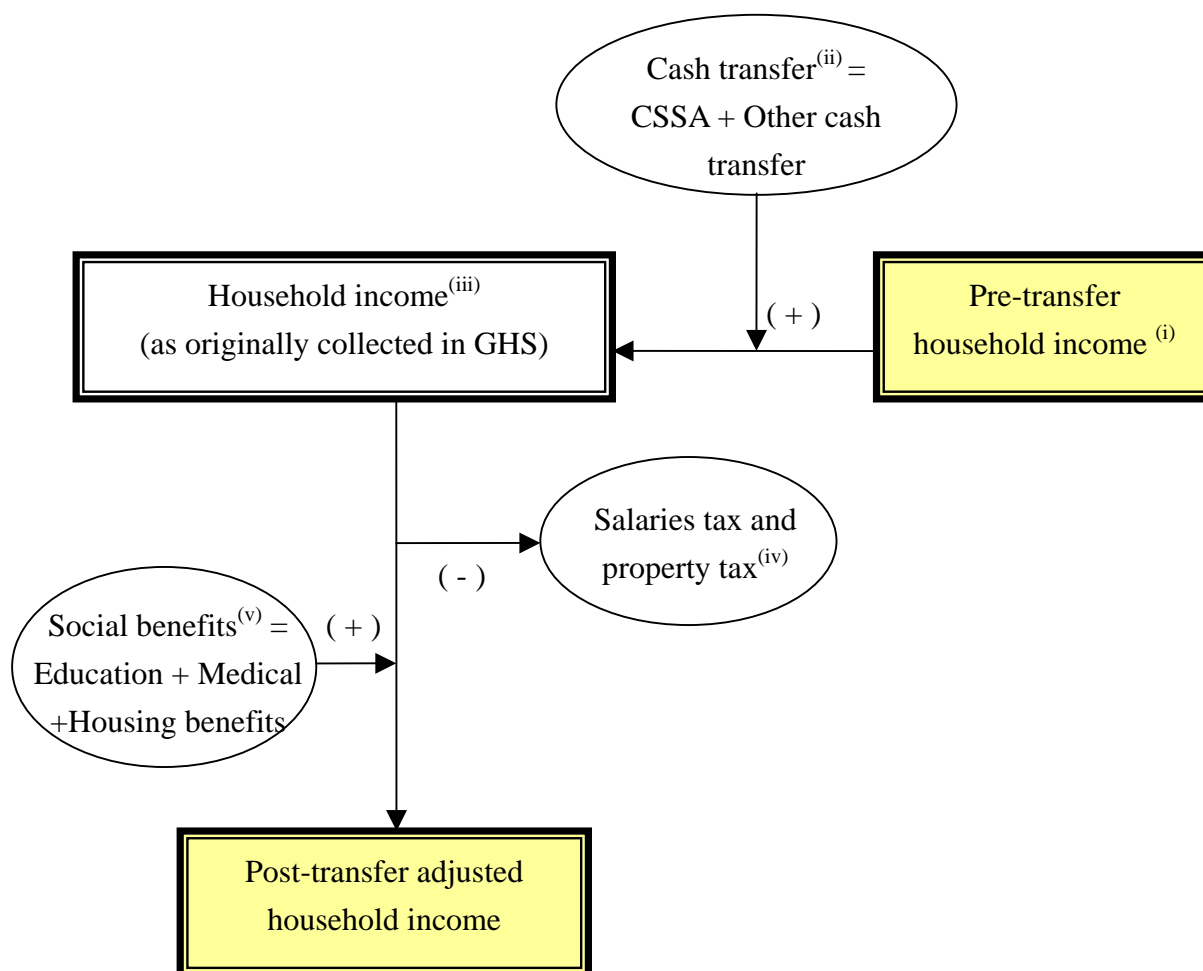 Cash transfer(ii) =
CSSA + Other cash
transfer
Household income(iii)
(as originally collected in GHS)
( + )
Pre-transfer
household income (i)
Salaries tax and
property tax(iv)
( - )
Social benefits(v) =
Education + Medical
+Housing benefits
( + )
Post-transfer adjusted
household income